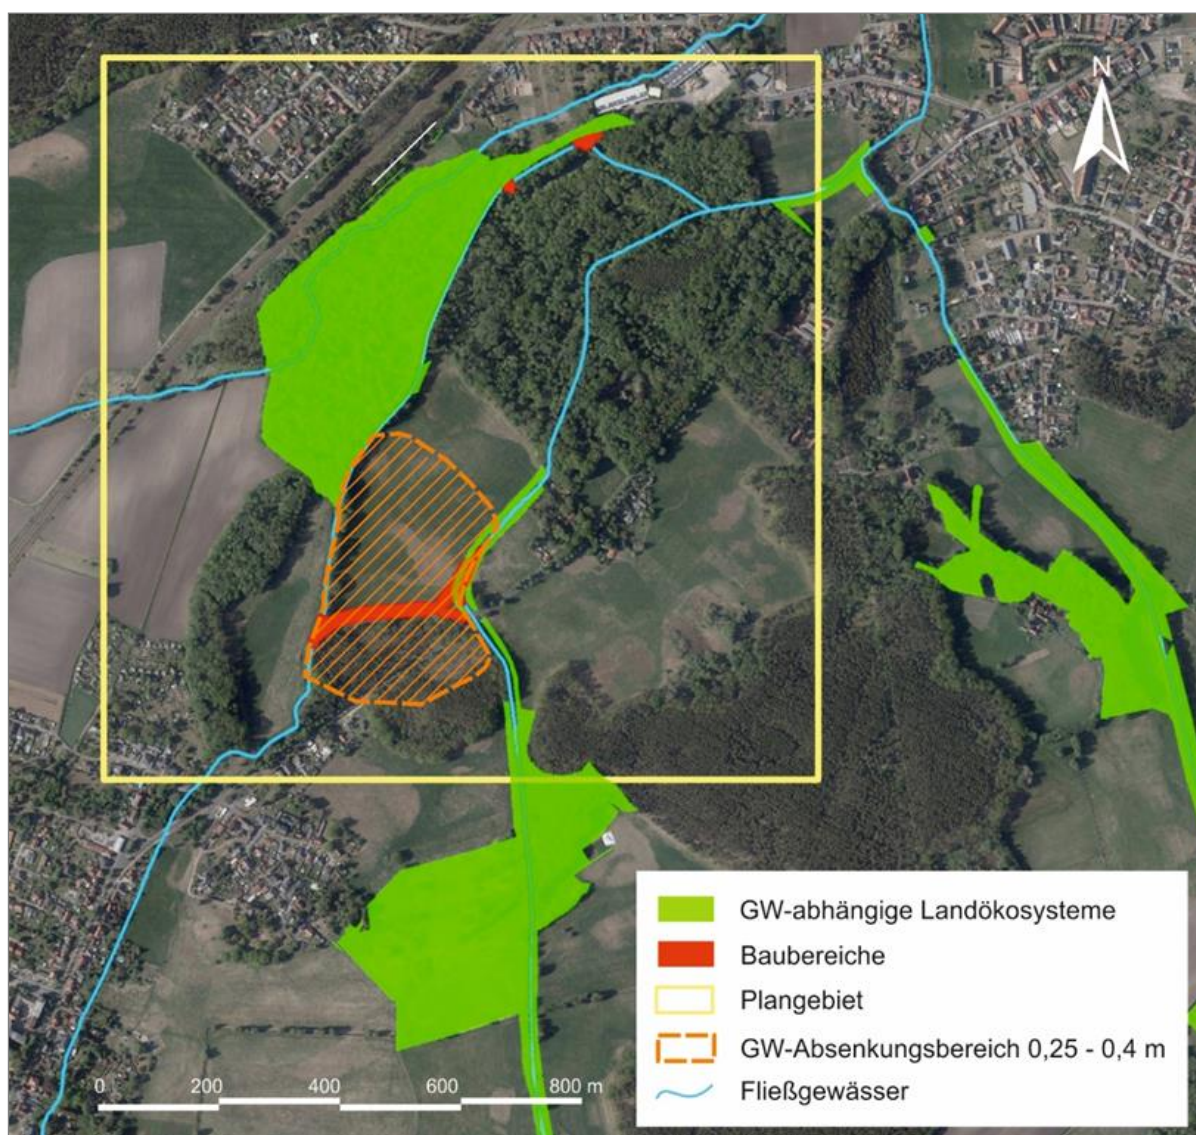 N
GW-abhängige Landökosysteme
Baubereiche
Plangebiet
GW-Absenkungsbereich 0,25 - 0,4 m
Fließgewässer
0 200 400 600 800 m